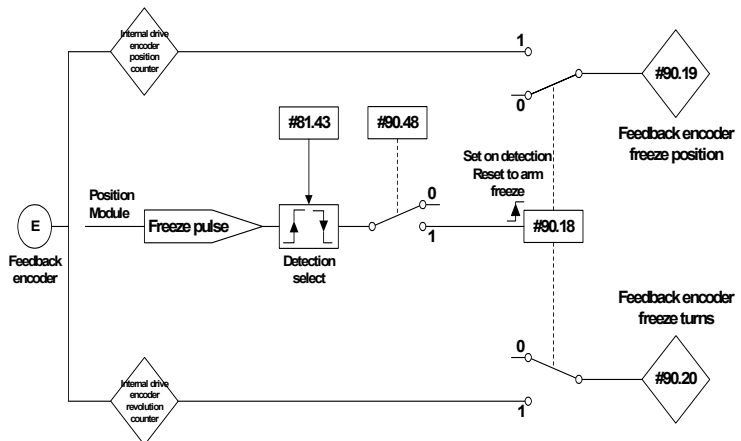 Internal drive
encoder
position
counter
1
#90.19
0
#81.43
#90.48
Feedback encoder
freeze position
Set on detection
Reset to arm
freeze
Position
Module
0
E
Freeze pulse
#90.18
1
Feedback
encoder
Detection
select
Feedback encoder
freeze turns
0
Internal drive
encoder
revolution
counter
#90.20
1